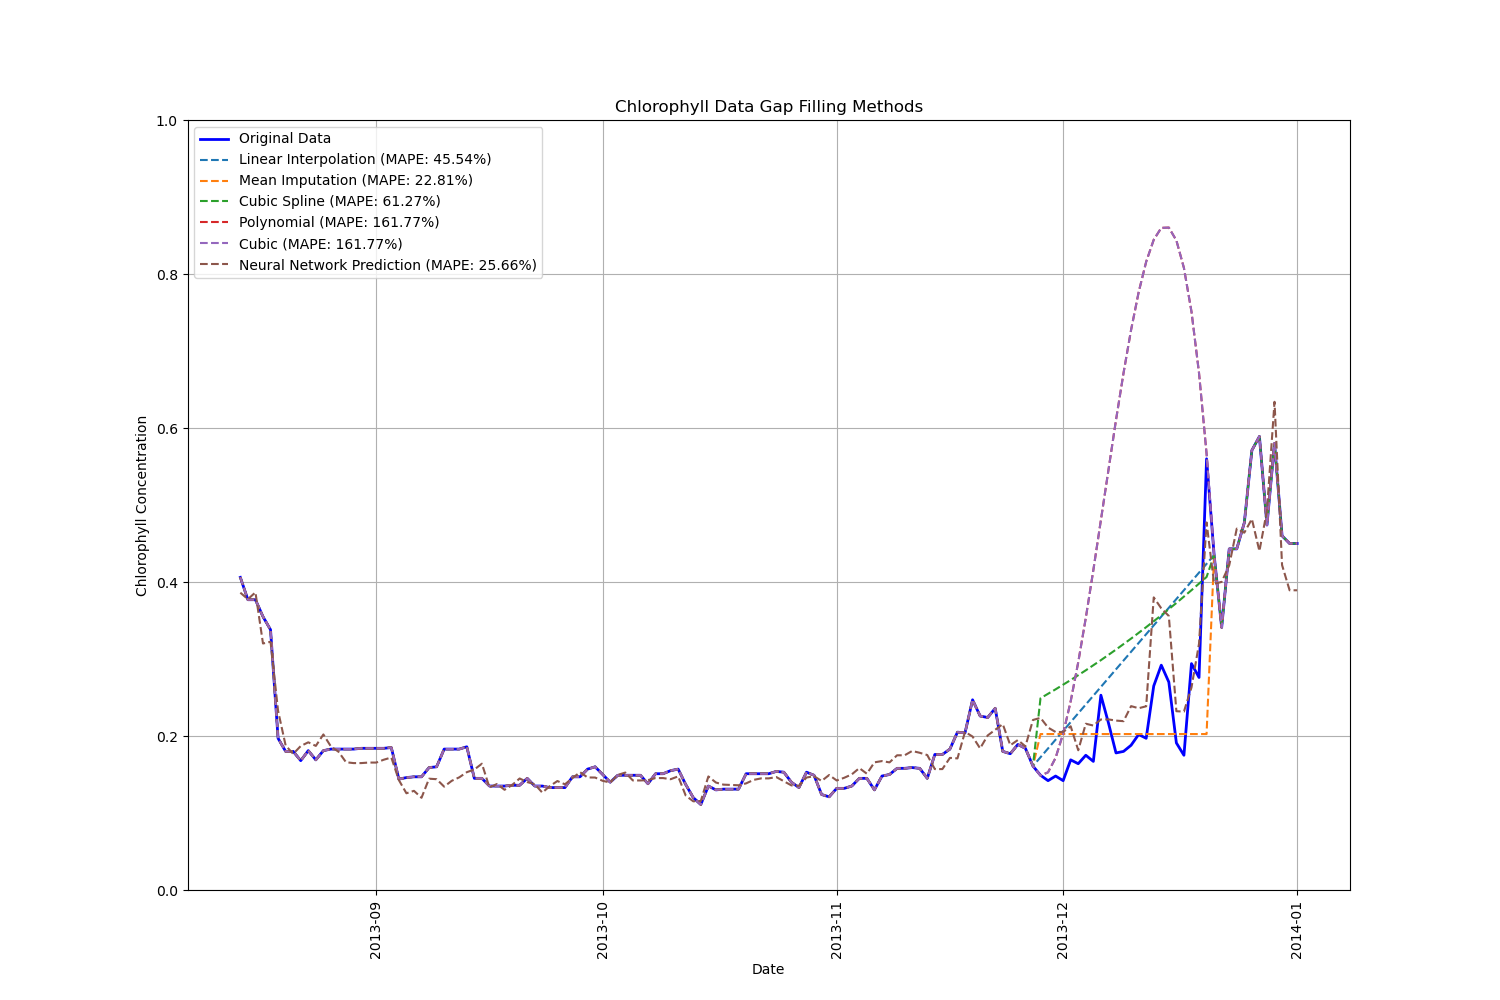 Chlorophyll Data Gap Filling Methods
Original Data
Linear Interpolation (MAPE: 45.54%)
Mean Imputation (MAPE: 22.81%)
Cubic Spline (MAPE: 61.27%)
Polynomial (MAPE: 161.77%)
Cubic (MAPE: 161.77%)
Neural Network Prediction (MAPE: 25.66%)
Chlorophyll Concentration
1.0
0.8
0.6
0.4
0.2
0.0
2013-09
2013-10
2013-11
2013-12
2014-01
Date